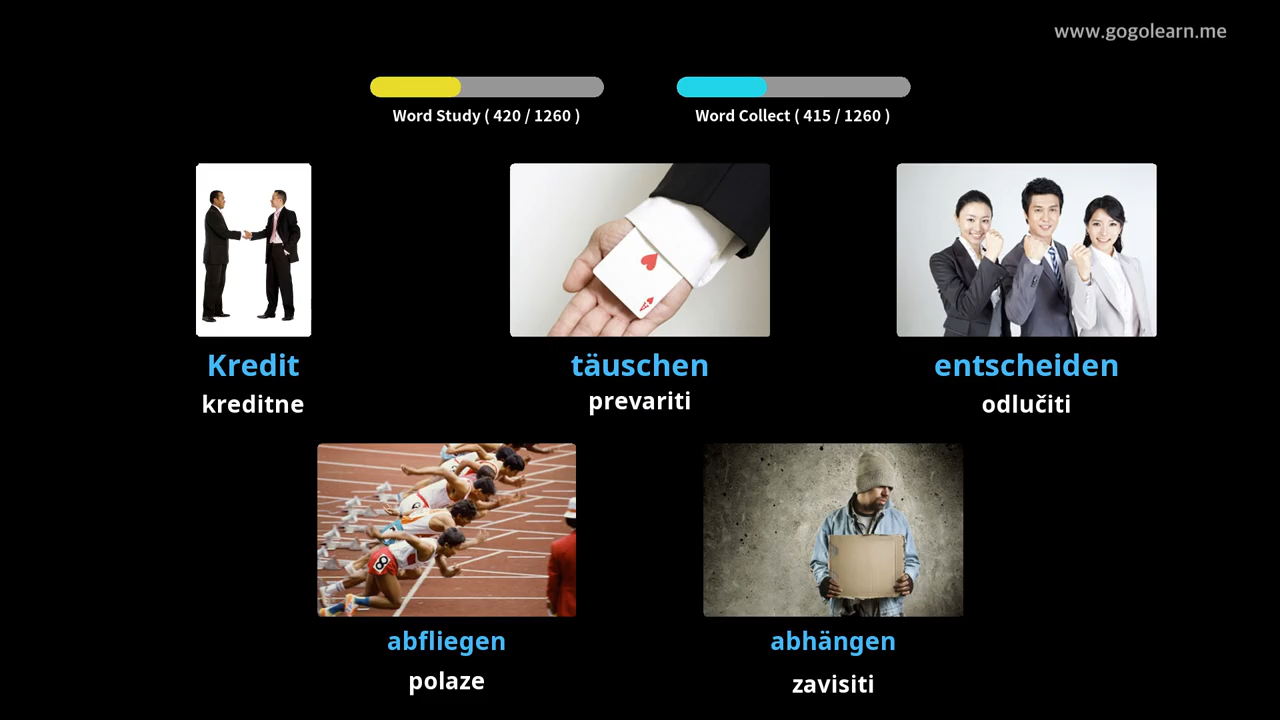 www.gogolearn.me
Word Study ( 420 / 1260 )
Word Collect ( 415 / 1260 )
Kredit
kreditne
täuschen
prevariti
entscheiden
odlučiti
abfliegen
polaze
abhängen
zavisiti